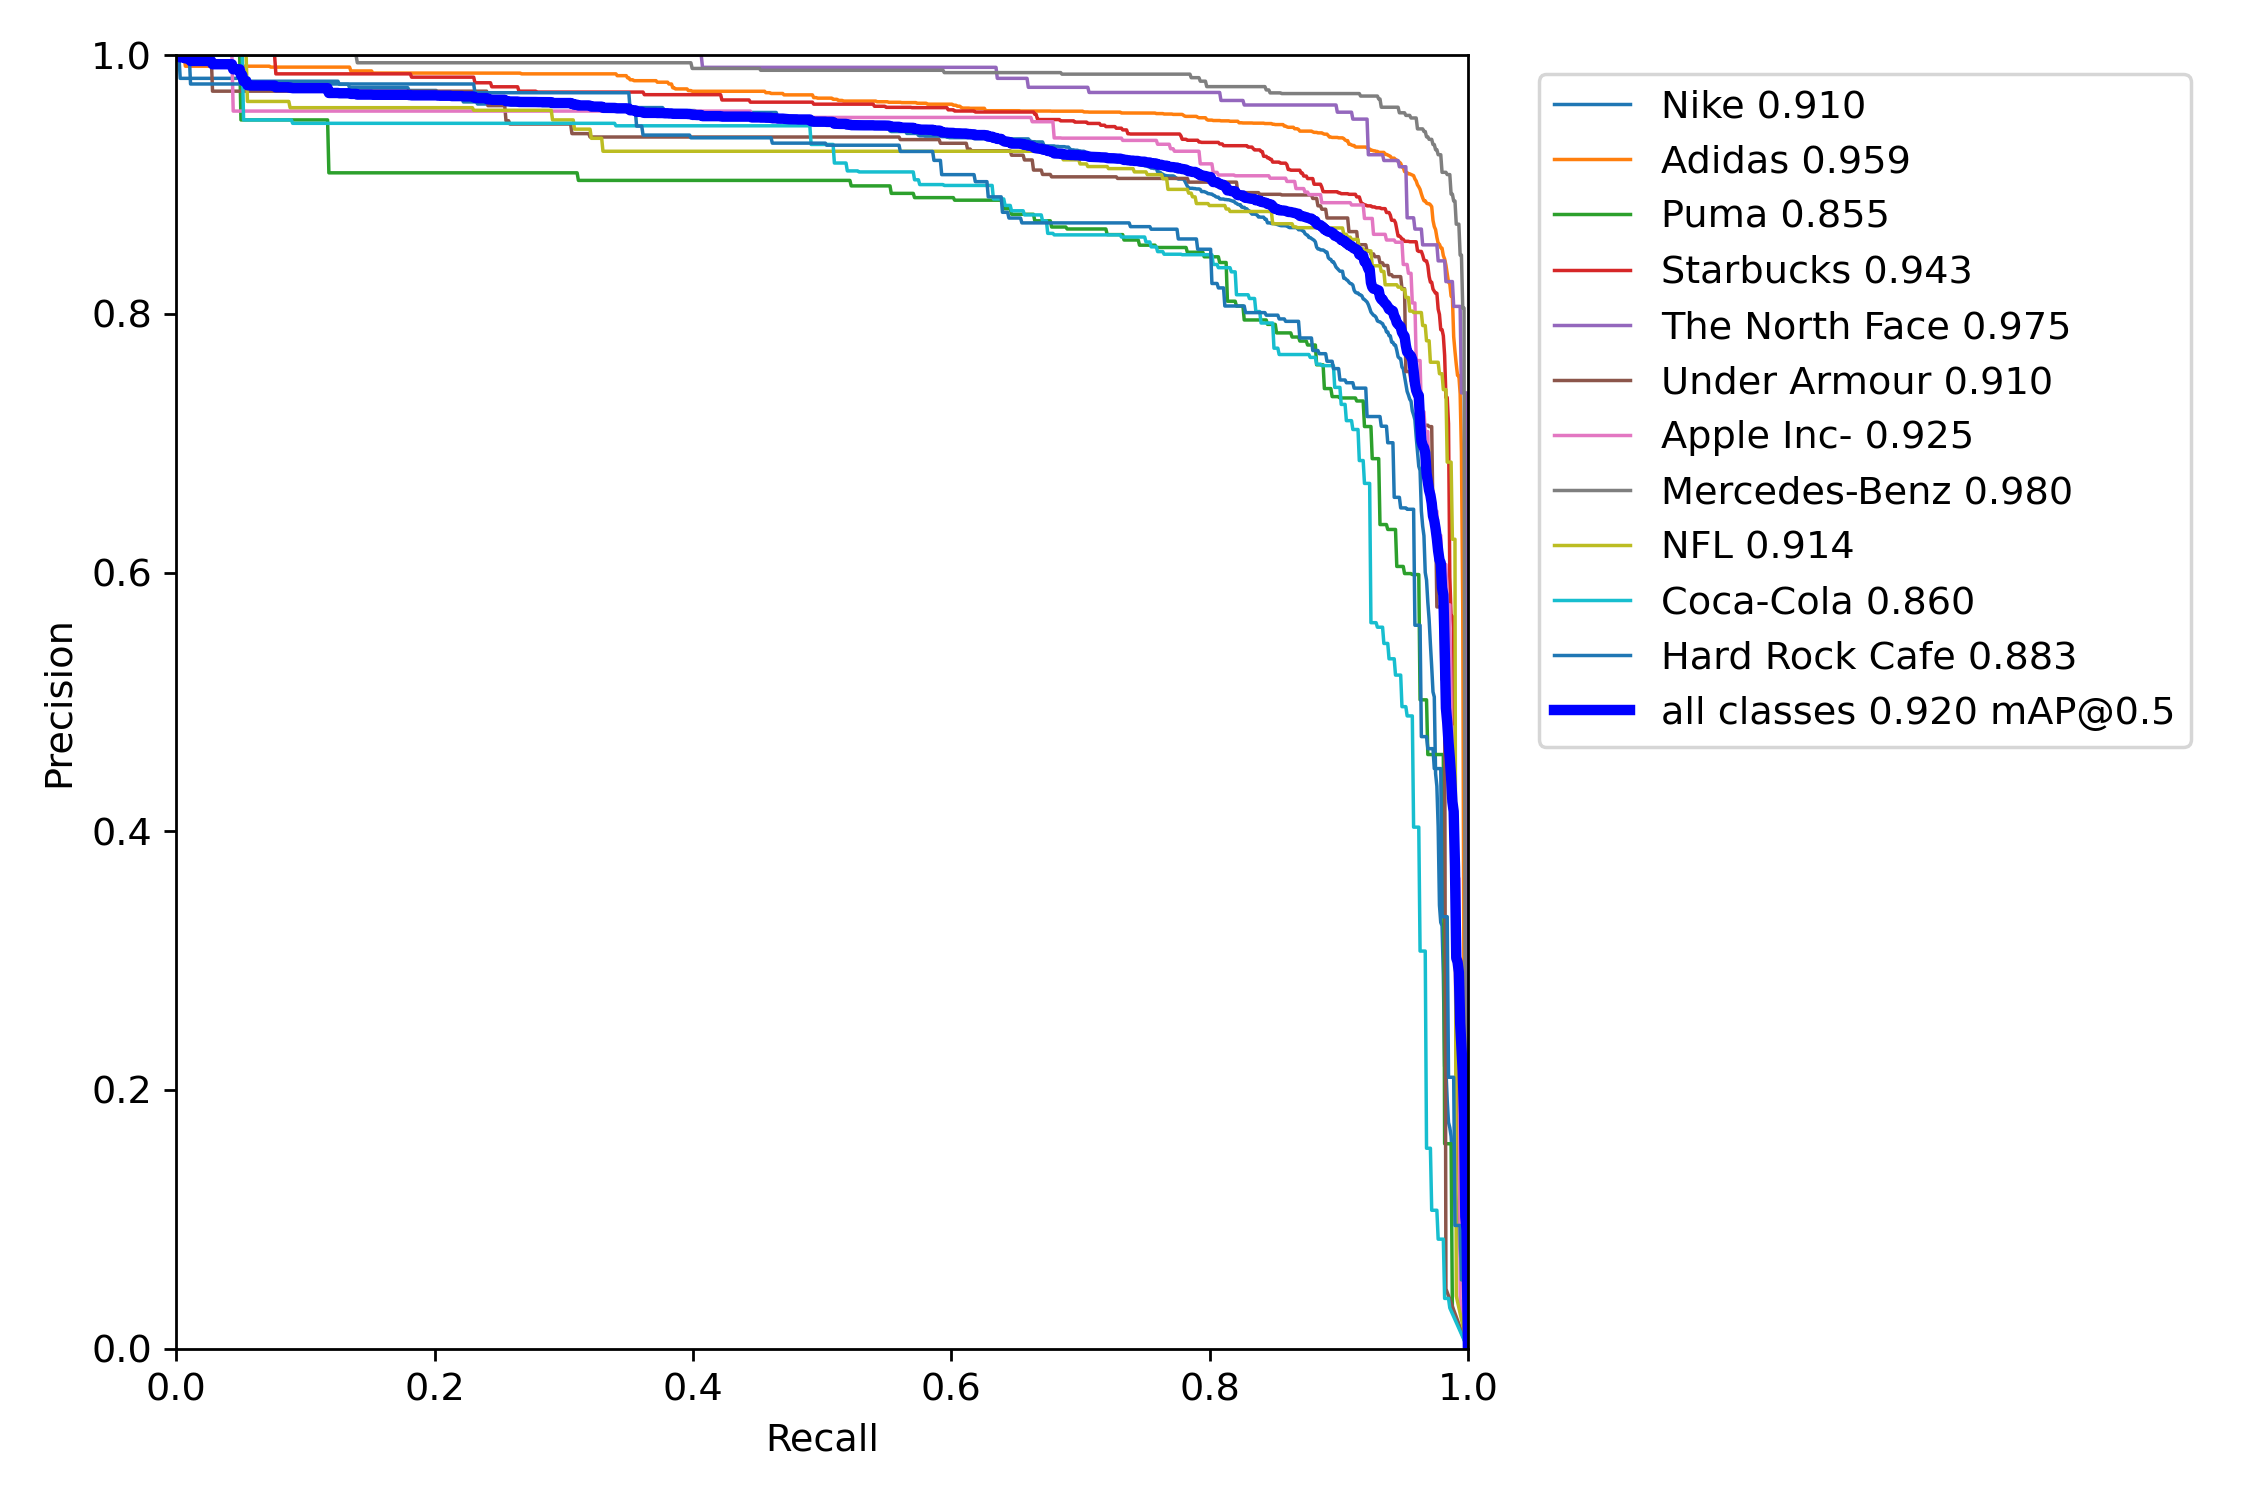 1.0
0.8
0.6
0.4
0.2
0.0
0.0 0.2 0.4 0.6 0.8 1.0
Precision
Recall
Nike 0.910
Adidas 0.959
Puma 0.855
Starbucks 0.943
The North Face 0.975
Under Armour 0.910
Apple Inc- 0.925
Mercedes-Benz 0.980
NFL 0.914
Coca-Cola 0.860
Hard Rock Cafe 0.883
all classes 0.920 mAP@0.5